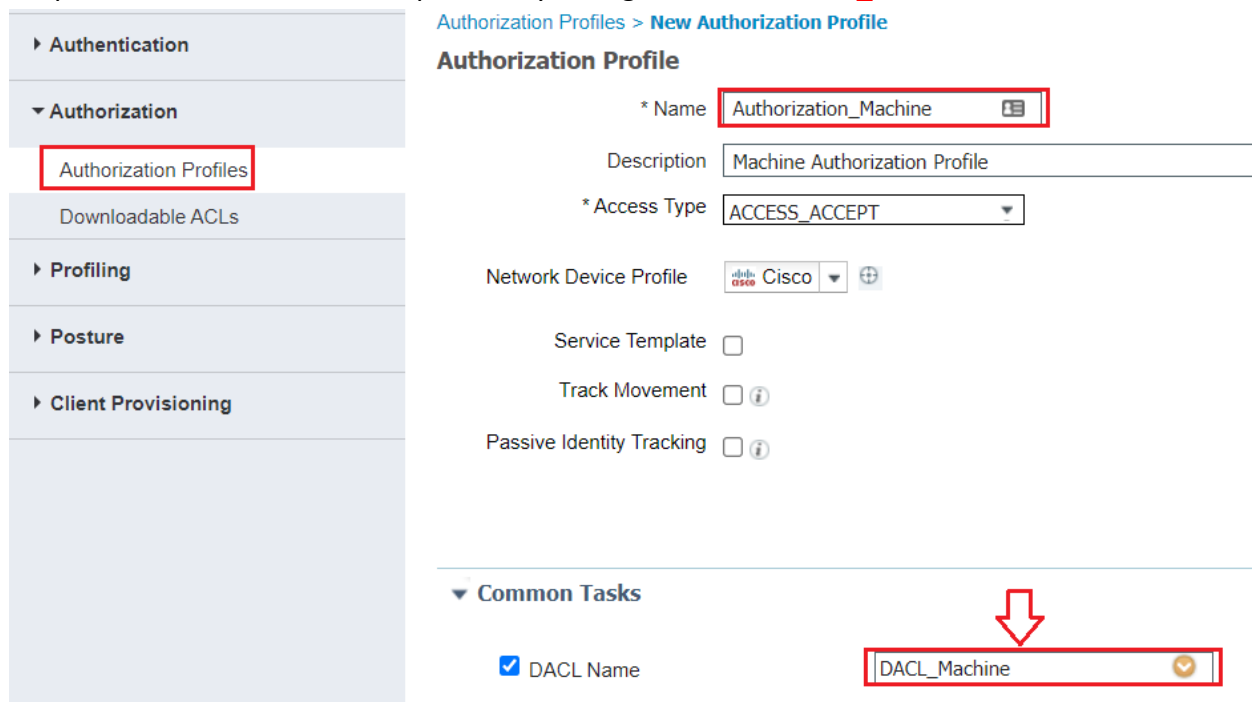 Authentication
Authorization
Authorization Profiles
Downloadable ACLs
Profiling
Posture
Client Provisioning
Authorization Profiles > New Authorization Profile
Authorization Profile
* Name Authorization_Machine
Description Machine Authorization Profile
* Access Type ACCESS_ACCEPT
Network Device Profile cisco Cisco
Service Template
Track Movement i
Passive Identity Tracking i
Common Tasks
DACL Name DACL_Machine